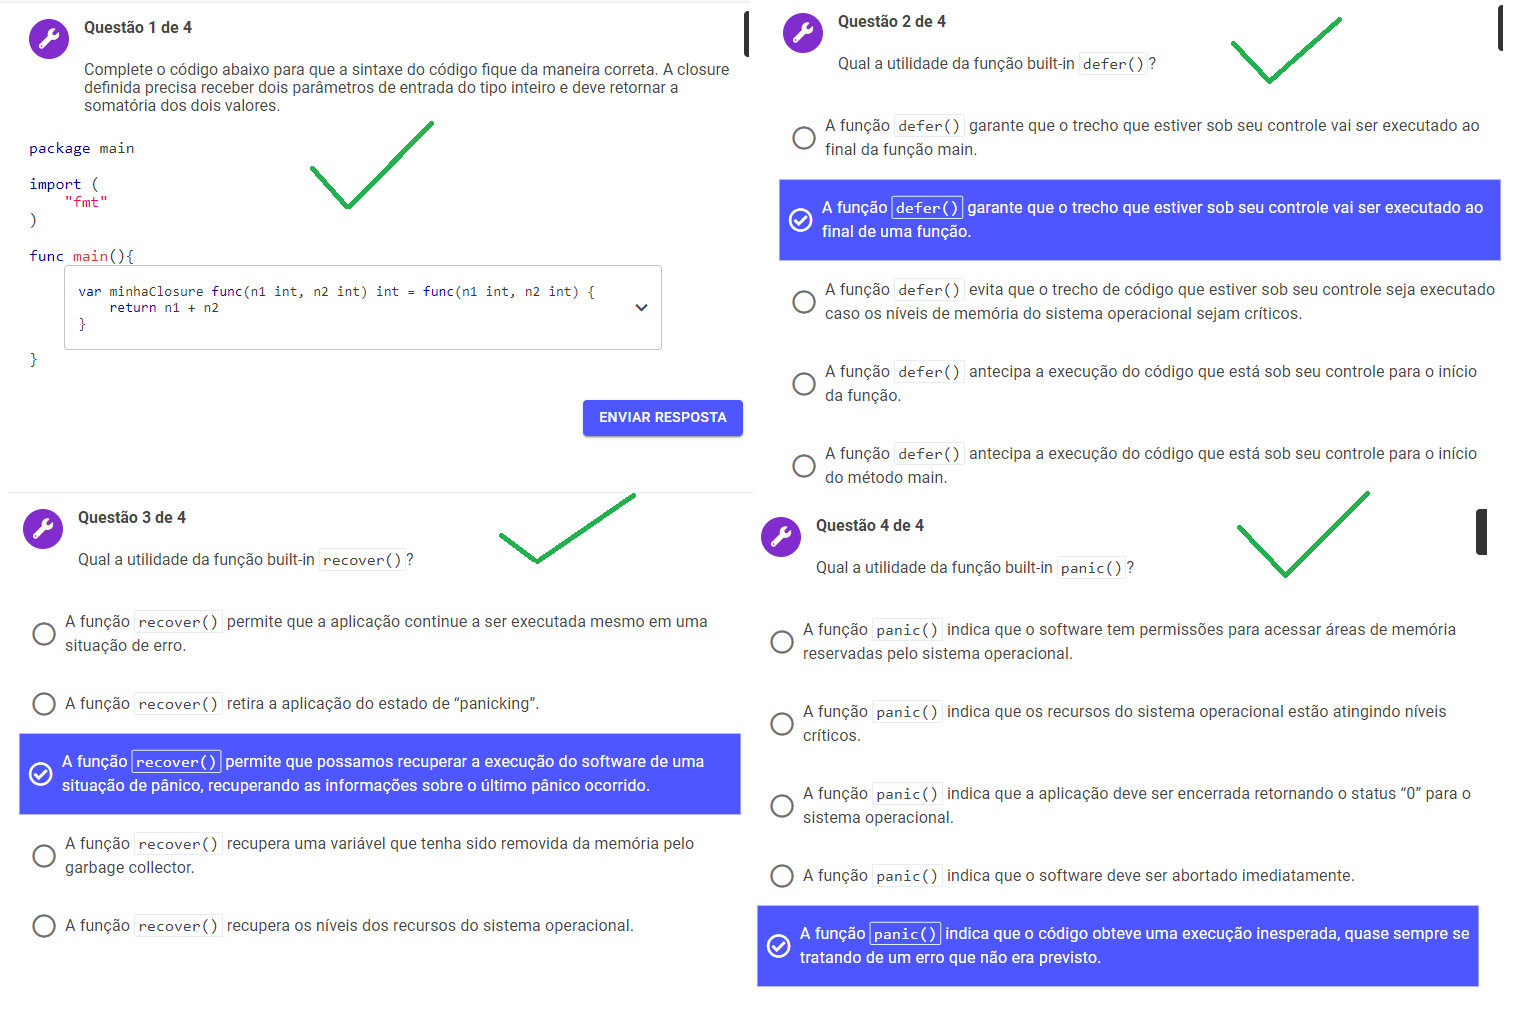 Questão 1 de 4
Complete o código abaixo para que a sintaxe do código fique da maneira correta. A closure
definida precisa receber dois parâmetros de entrada do tipo inteiro e deve retornar a
somatória dos dois valores.
package main
import (
"fmt"
)
func main(){
var minhaClosure func(n1 int, n2 int) int = func(n1 int, n2 int) {
return n1 + n2
}
}
ENVIAR RESPOSTA
Questão 2 de 4
Qual a utilidade da função built-in defer() ?
A função defer() garante que o trecho que estiver sob seu controle vai ser executado ao
final da função main.
A função defer() garante que o trecho que estiver sob seu controle vai ser executado ao
final de uma função.
A função defer() evita que o trecho de código que estiver sob seu controle seja executado
caso os níveis de memória do sistema operacional sejam críticos.
A função defer() antecipa a execução do código que está sob seu controle para o início
da função.
A função defer() antecipa a execução do código que está sob seu controle para o início
do método main.
Questão 3 de 4
Qual a utilidade da função built-in recover() ?
A função recover() permite que a aplicação continue a ser executada mesmo em uma
situação de erro.
A função recover() retira a aplicação do estado de “panicking”.
A função recover() permite que possamos recuperar a execução do software de uma
situação de pânico, recuperando as informações sobre o último pânico ocorrido.
A função recover() recupera uma variável que tenha sido removida da memória pelo
garbage collector.
A função recover() recupera os níveis dos recursos do sistema operacional.
Questão 4 de 4
Qual a utilidade da função built-in panic() ?
A função panic() indica que o software tem permissões para acessar áreas de memória
reservadas pelo sistema operacional.
A função panic() indica que os recursos do sistema operacional estão atingindo níveis
críticos.
A função panic() indica que a aplicação deve ser encerrada retornando o status “0” para o
sistema operacional.
A função panic() indica que o software deve ser abortado imediatamente.
A função panic() indica que o código obteve uma execução inesperada, quase sempre se
tratando de um erro que não era previsto.